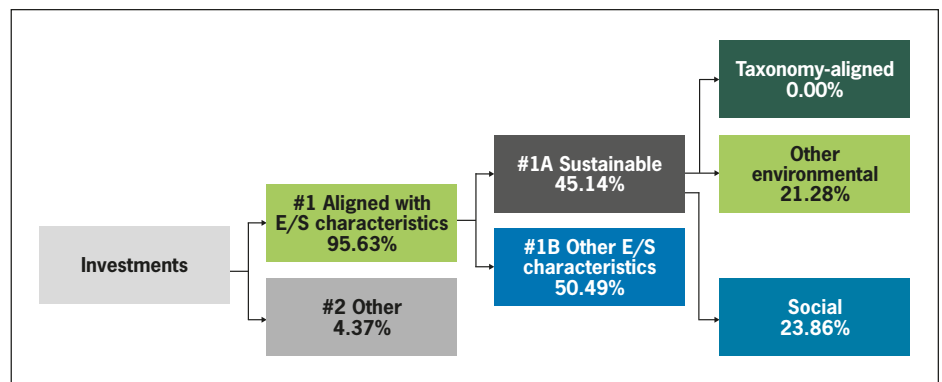 Investments
#1 Aligned with
E/S characteristics
95.63%
#2 Other
4.37%
#1A Sustainable
45.14%
#1B Other E/S
characteristics
50.49%
Taxonomy-aligned
0.00%
Other
environmental
21.28%
Social
23.86%